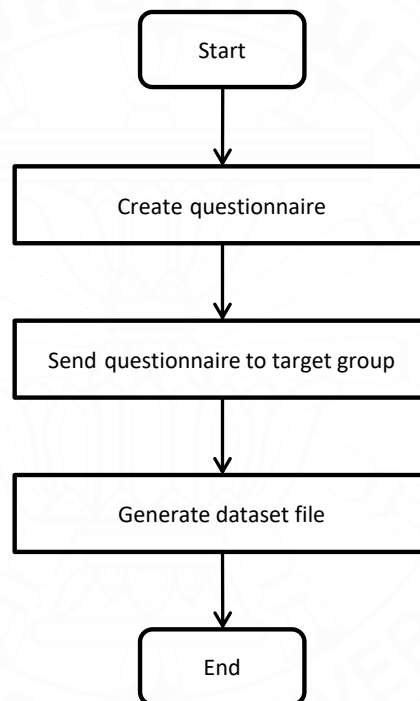 Start
Create questionnaire
Send questionnaire to target group
Generate dataset file
End